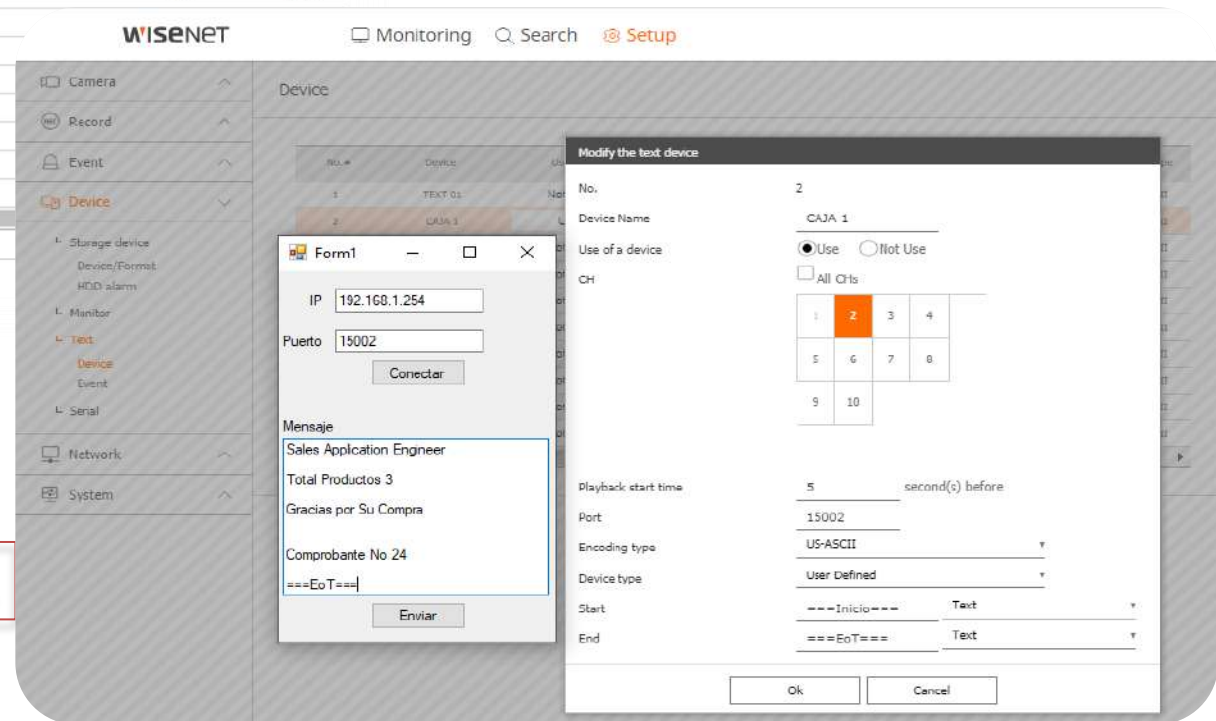 WISENET
Monitoring Search Setup
Camera
Record
Event
Device
Storage device
Device/Format
HDD alarm
Monitor
Text
Device
Event
Serial
Network
System
Device
No. Device
1 TEXT 01
2 CAJA 1
Form1
IP 192.168.1.254
Puerto 15002
Conectar
Mensaje
Sales Application Engineer
Total Productos 3
Gracias por Su Compra
Comprobante No 24
===EoT===
Enviar
Modify the text device
No. 2
Device Name CAJA 1
Use of a device Use Not Use
CH All CHs
1 2 3 4
5 6 7 8
9 10
Playback start time 5 second(s) before
Port 15002
Encoding type US-ASCII
Device type User Defined
Start ===Inicio=== Text
End ===EoT=== Text
Ok Cancel